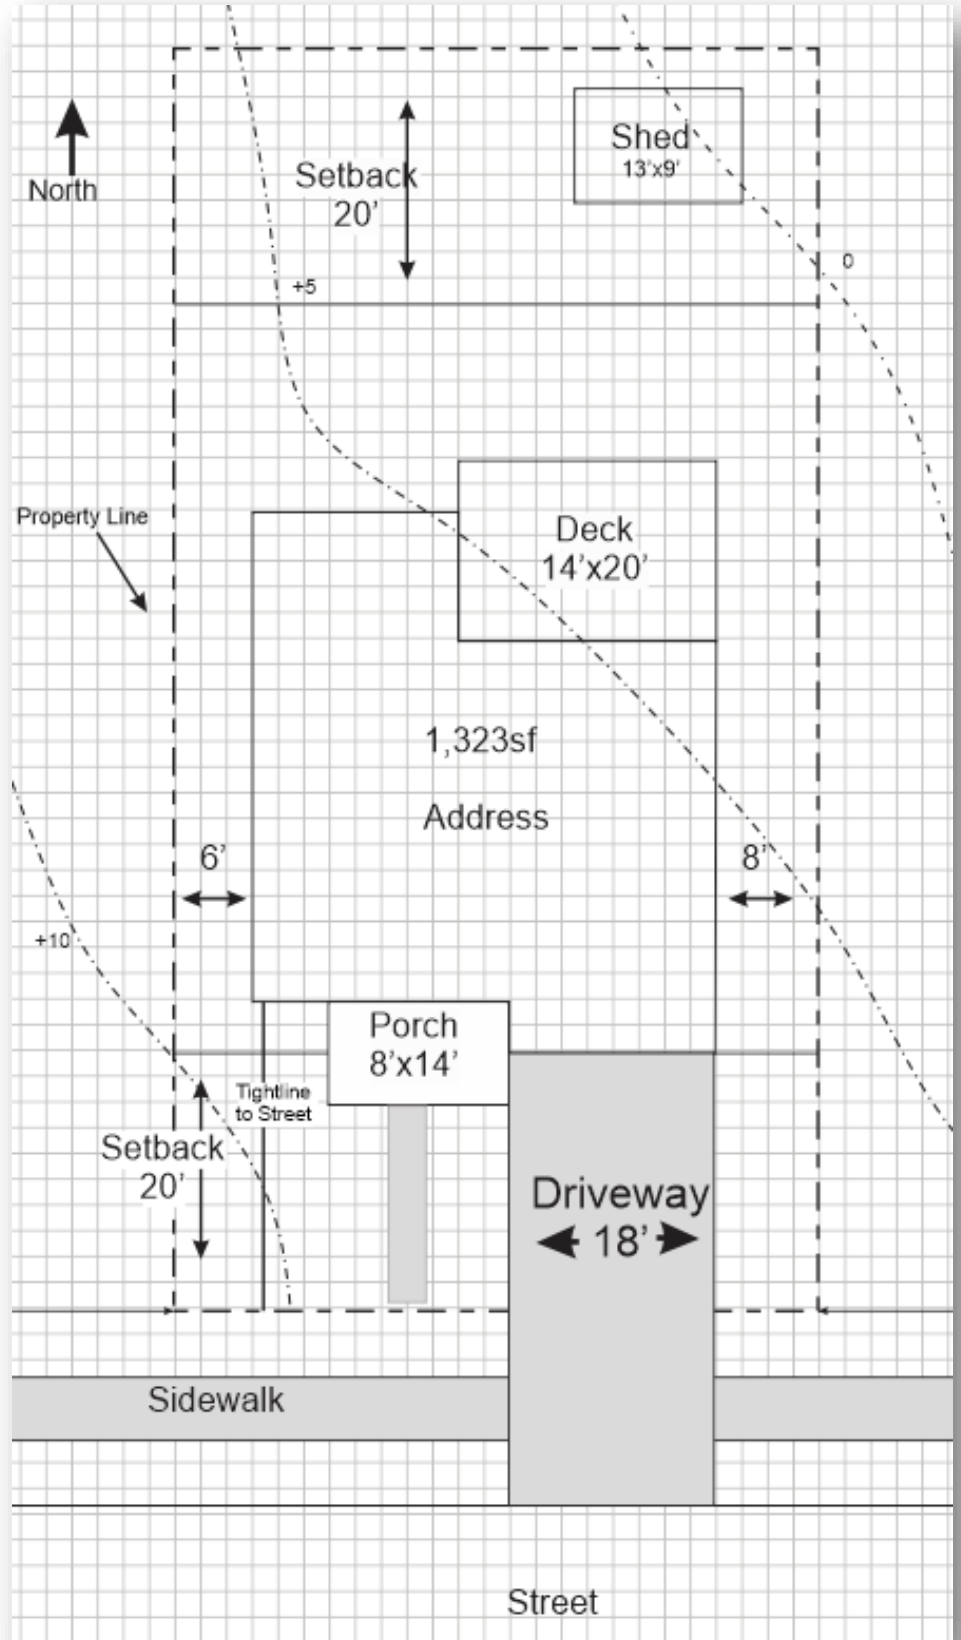 North
Setback
20'
Shed
13'x9'
0
+5
Property Line
Deck
14'x20'
1,323sf
Address
6'
8'
+10
Porch
8'x14'
Tightline
to Street
Setback
20'
Driveway
18'
Sidewalk
Street